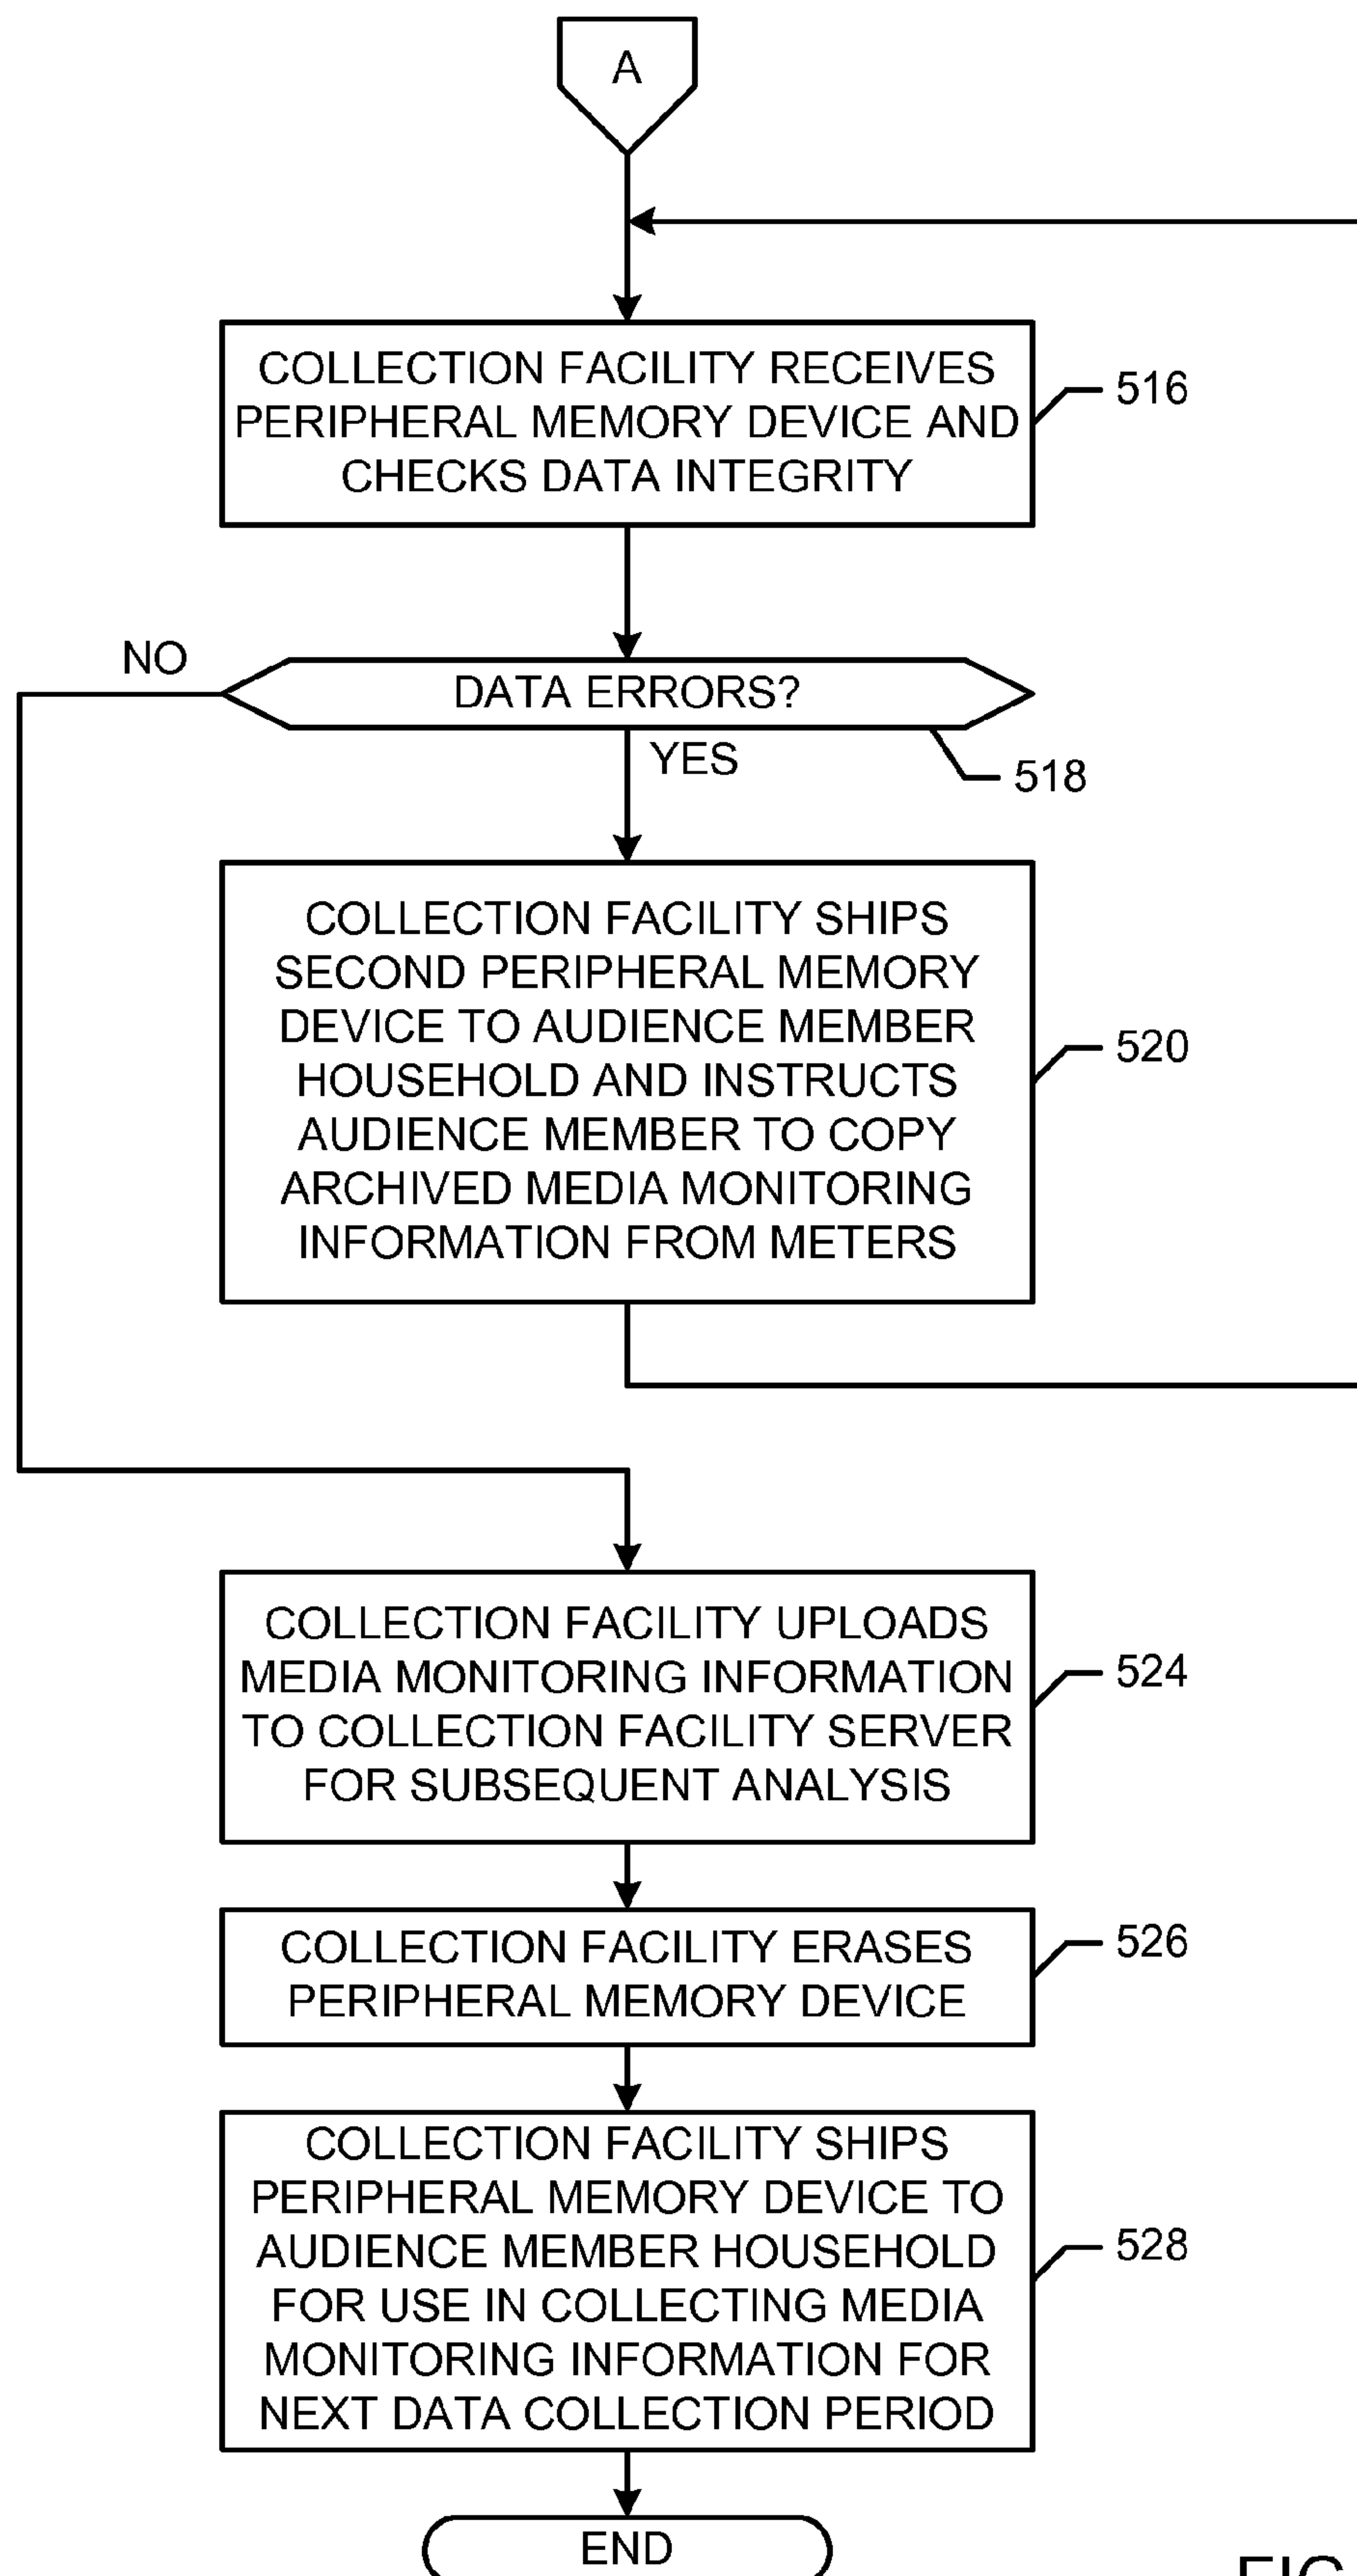 A
COLLECTION FACILITY RECEIVES
PERIPHERAL MEMORY DEVICE AND
CHECKS DATA INTEGRITY
516
NO
DATA ERRORS?
YES
518
COLLECTION FACILITY SHIPS
SECOND PERIPHERAL MEMORY
DEVICE TO AUDIENCE MEMBER
HOUSEHOLD AND INSTRUCTS
AUDIENCE MEMBER TO COPY
ARCHIVED MEDIA MONITORING
INFORMATION FROM METERS
520
COLLECTION FACILITY UPLOADS
MEDIA MONITORING INFORMATION
TO COLLECTION FACILITY SERVER
FOR SUBSEQUENT ANALYSIS
524
COLLECTION FACILITY ERASES
PERIPHERAL MEMORY DEVICE
526
COLLECTION FACILITY SHIPS
PERIPHERAL MEMORY DEVICE TO
AUDIENCE MEMBER HOUSEHOLD
FOR USE IN COLLECTING MEDIA
MONITORING INFORMATION FOR
NEXT DATA COLLECTION PERIOD
528
END